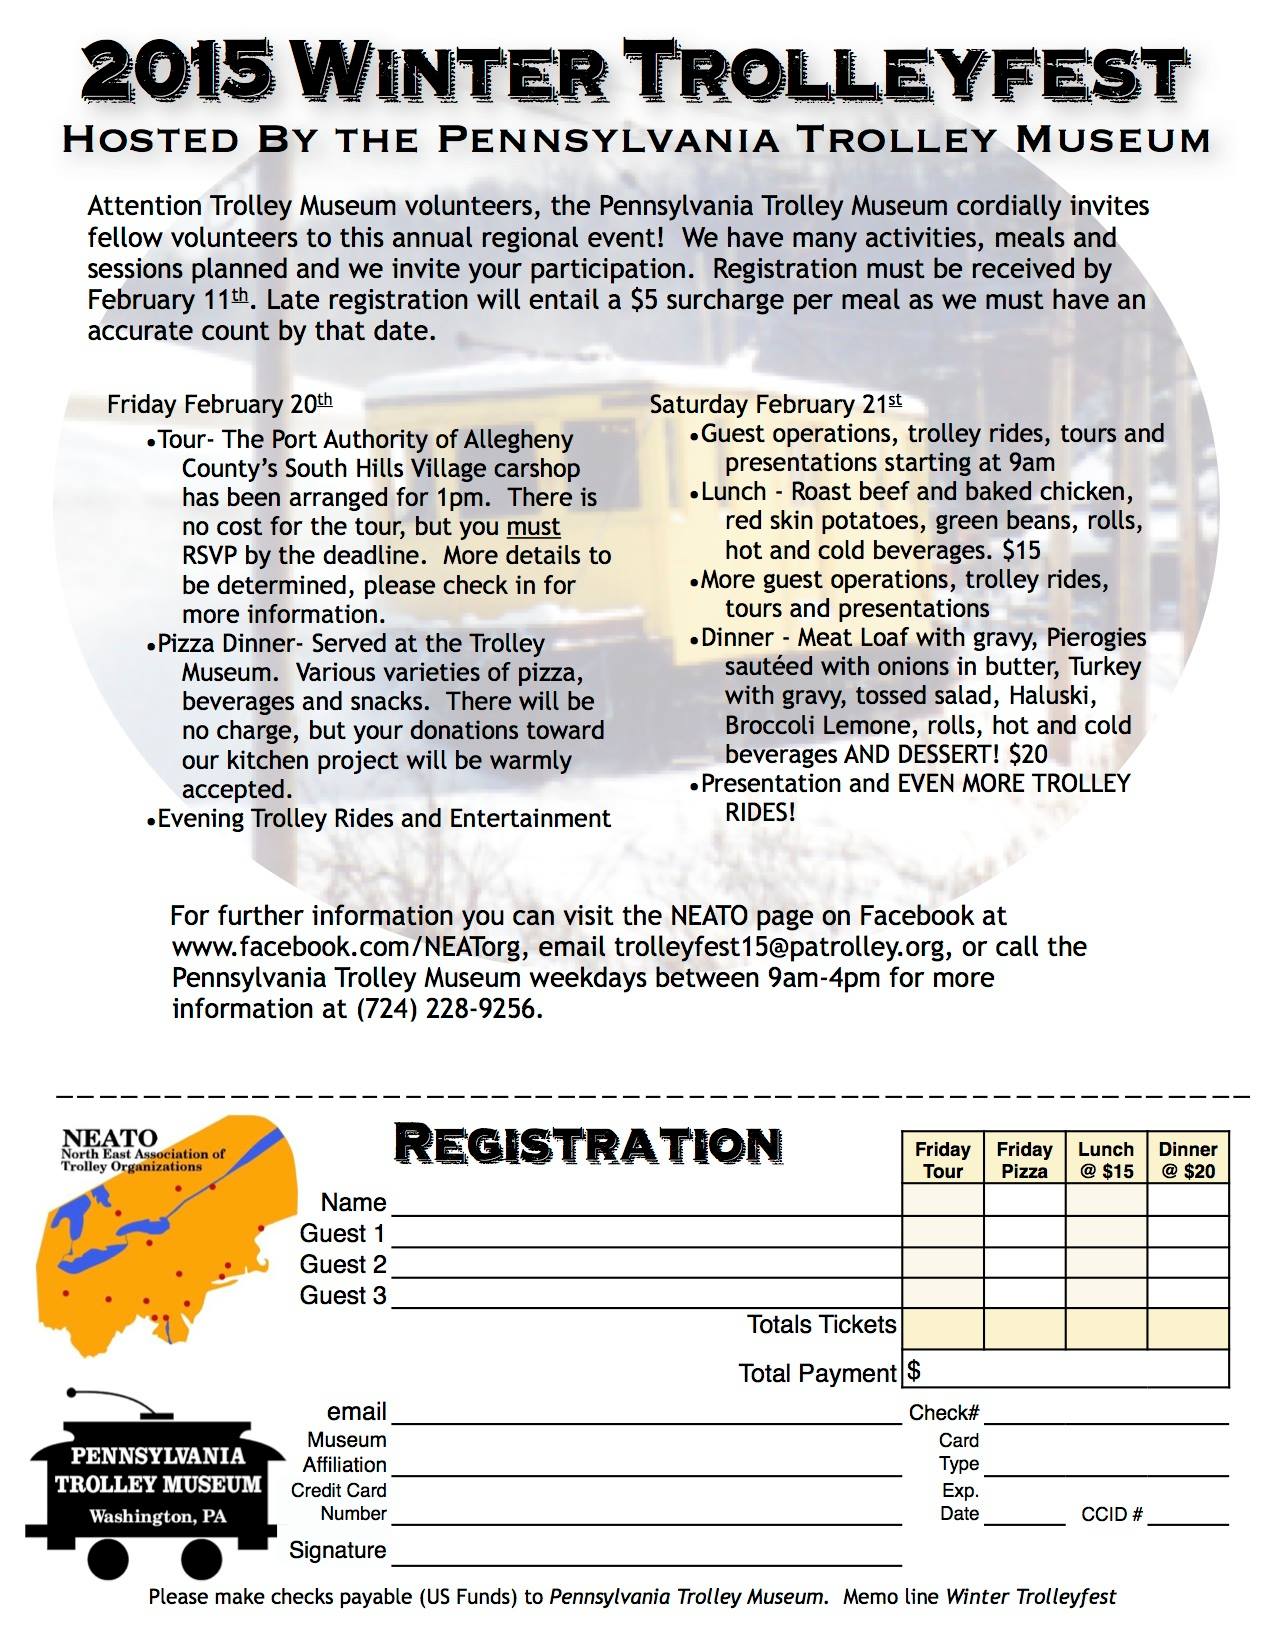 2015 Winter Trolleyfest
Hosted By the Pennsylvania Trolley Museum
Attention Trolley Museum volunteers, the Pennsylvania Trolley Museum cordially invites
fellow volunteers to this annual regional event!  We have many activities, meals and
sessions planned and we invite your participation.  Registration must be received by
February 11th. Late registration will entail a $5 surcharge per meal as we must have an
accurate count by that date.
Friday February 20th
•Tour- The Port Authority of Allegheny
County's South Hills Village carshop
has been arranged for 1pm.  There is
no cost for the tour, but you must
RSVP by the deadline.  More details to
be determined, please check in for
more information.
•Pizza Dinner- Served at the Trolley
Museum.  Various varieties of pizza,
beverages and snacks.  There will be
no charge, but your donations toward
our kitchen project will be warmly
accepted.
•Evening Trolley Rides and Entertainment
Saturday February 21st
•Guest operations, trolley rides, tours and
presentations starting at 9am
•Lunch - Roast beef and baked chicken,
red skin potatoes, green beans, rolls,
hot and cold beverages. $15
•More guest operations, trolley rides,
tours and presentations
•Dinner - Meat Loaf with gravy, Pierogies
sautéed with onions in butter, Turkey
with gravy, tossed salad, Haluski,
Broccoli Lemone, rolls, hot and cold
beverages AND DESSERT! $20
•Presentation and EVEN MORE TROLLEY
RIDES!
For further information you can visit the NEATO page on Facebook at
www.facebook.com/NEATorg, email trolleyfest15@patrolley.org, or call the
Pennsylvania Trolley Museum weekdays between 9am-4pm for more
information at (724) 228-9256.
NEATO
North East Association of
Trolley Organizations
Registration
Friday Tour
Friday Pizza
Lunch @ $15
Dinner @ $20
Name
Guest 1
Guest 2
Guest 3
Totals Tickets
Total Payment $
email
Check#
Museum Affiliation
Card Type
Credit Card Number
Exp. Date
CCID #
Signature
PENNSYLVANIA
TROLLEY MUSEUM
Washington, PA
Please make checks payable (US Funds) to Pennsylvania Trolley Museum.  Memo line Winter Trolleyfest